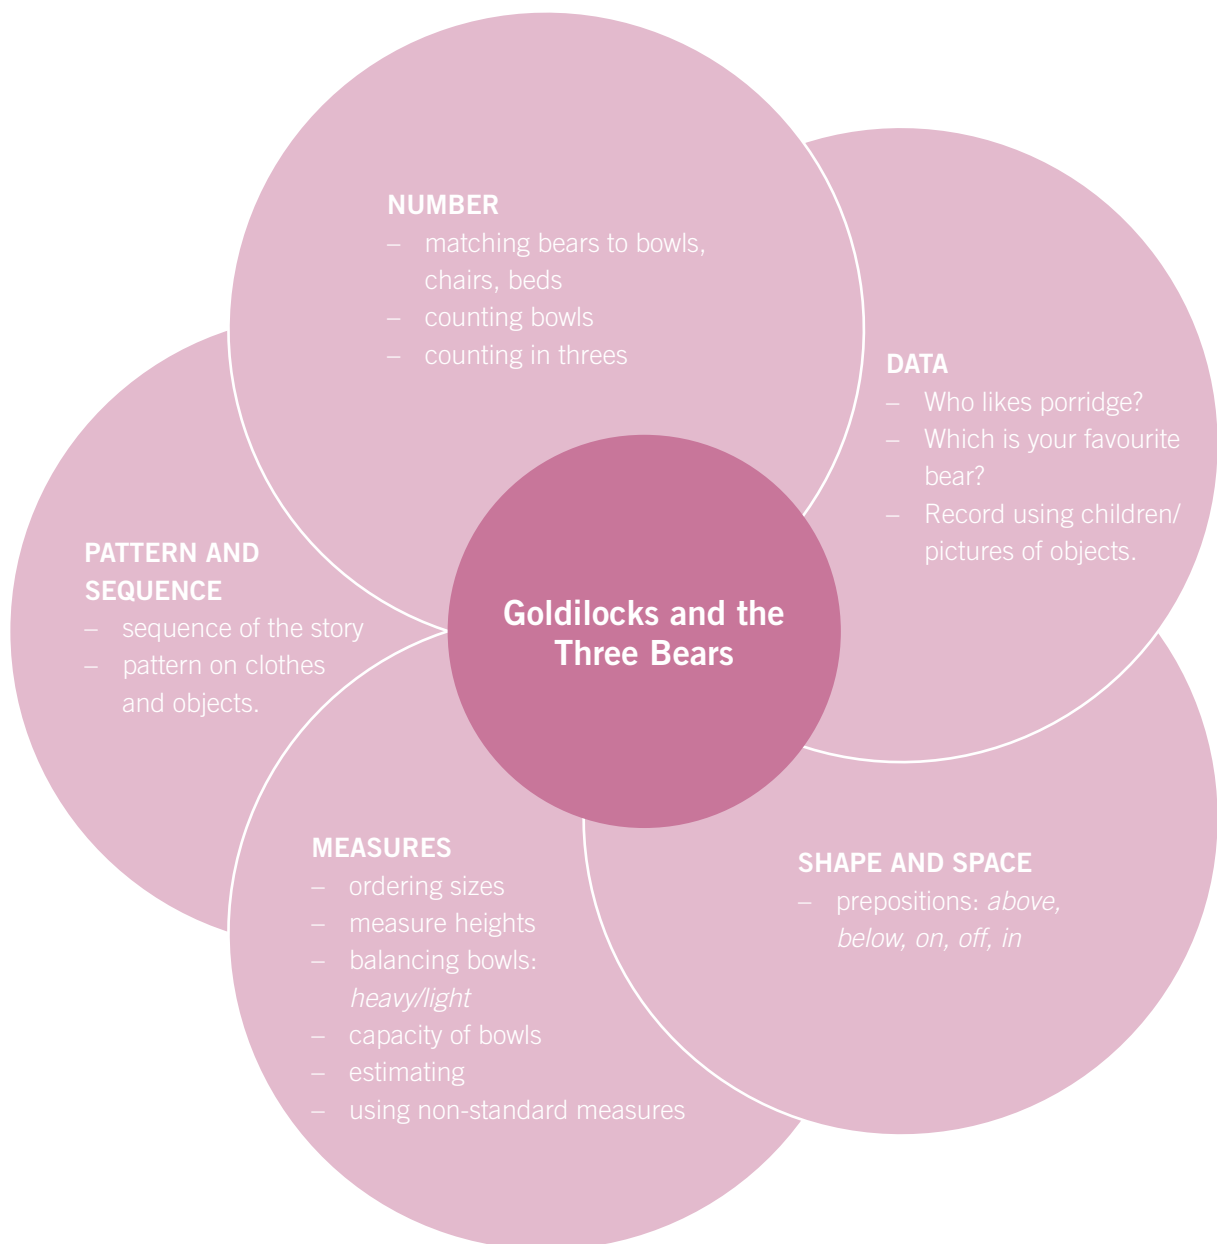 NUMBER
– matching bears to bowls,
chairs, beds
– counting bowls
– counting in threes
DATA
– Who likes porridge?
– Which is your favourite
bear?
– Record using children/
pictures of objects.
PATTERN AND
SEQUENCE
– sequence of the story
– pattern on clothes
and objects.
Goldilocks and the
Three Bears
MEASURES
– ordering sizes
– measure heights
– balancing bowls:
heavy/light
– capacity of bowls
– estimating
– using non-standard measures
SHAPE AND SPACE
– prepositions: above,
below, on, off, in